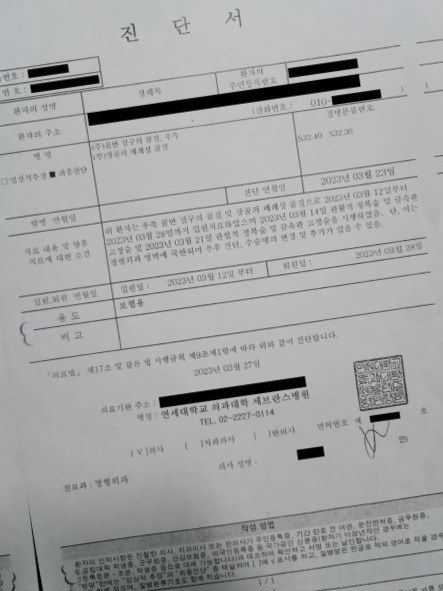 진 단 서
번호 :
번 호 :
환자의 성명
정해복
환자의
주민등록번호
환자의 주소
(전화번호 : 010-
병 명
□ 임상적추정 ■ 최종진단
(주)골반 경구의 골절, 우측
(부)장골의 폐쇄성 골절
질병분류번호
S32.40 S32.30
발병 연월일
진단 연월일
2023년 03월 23일
치료 내용 및 향후
치료에 대한 소견
위 환자는 우측 골반 경구의 골절 및 장골의 폐쇄성 골절으로 2023년 03월 12일부터
2023년 03월 28일까지 입원치료하였으며 2023년 03월 14일 관혈적 정복술 및 금속판
고정술 및 2023년 03월 21일 관혈적 정복술 및 금속판 고정술을 시행하였음. 단, 이는
정형외과 영역에 국한되며 추후 진단, 수술명의 변경 및 추가가 있을 수 있음.
입원.퇴원 연월일
입원일 : 2023년 03월 12일 부터
퇴원일 : 2023년 03월 28일
용 도
보험용
비 고
「의료법」 제17조 및 같은 법 시행규칙 제9조제1항에 따라 위와 같이 진단합니다.
2023년 03월 27일
의료기관 주소 :
명칭 : 연세대학교 의과대학 세브란스병원
TEL. 02-2227-0114
[ V ]의사 [ ]치과의사 [ ]한의사 면허번호 제 호
의사 성명 :
인)
진료과 : 정형외과
작성 방법
1 / 1